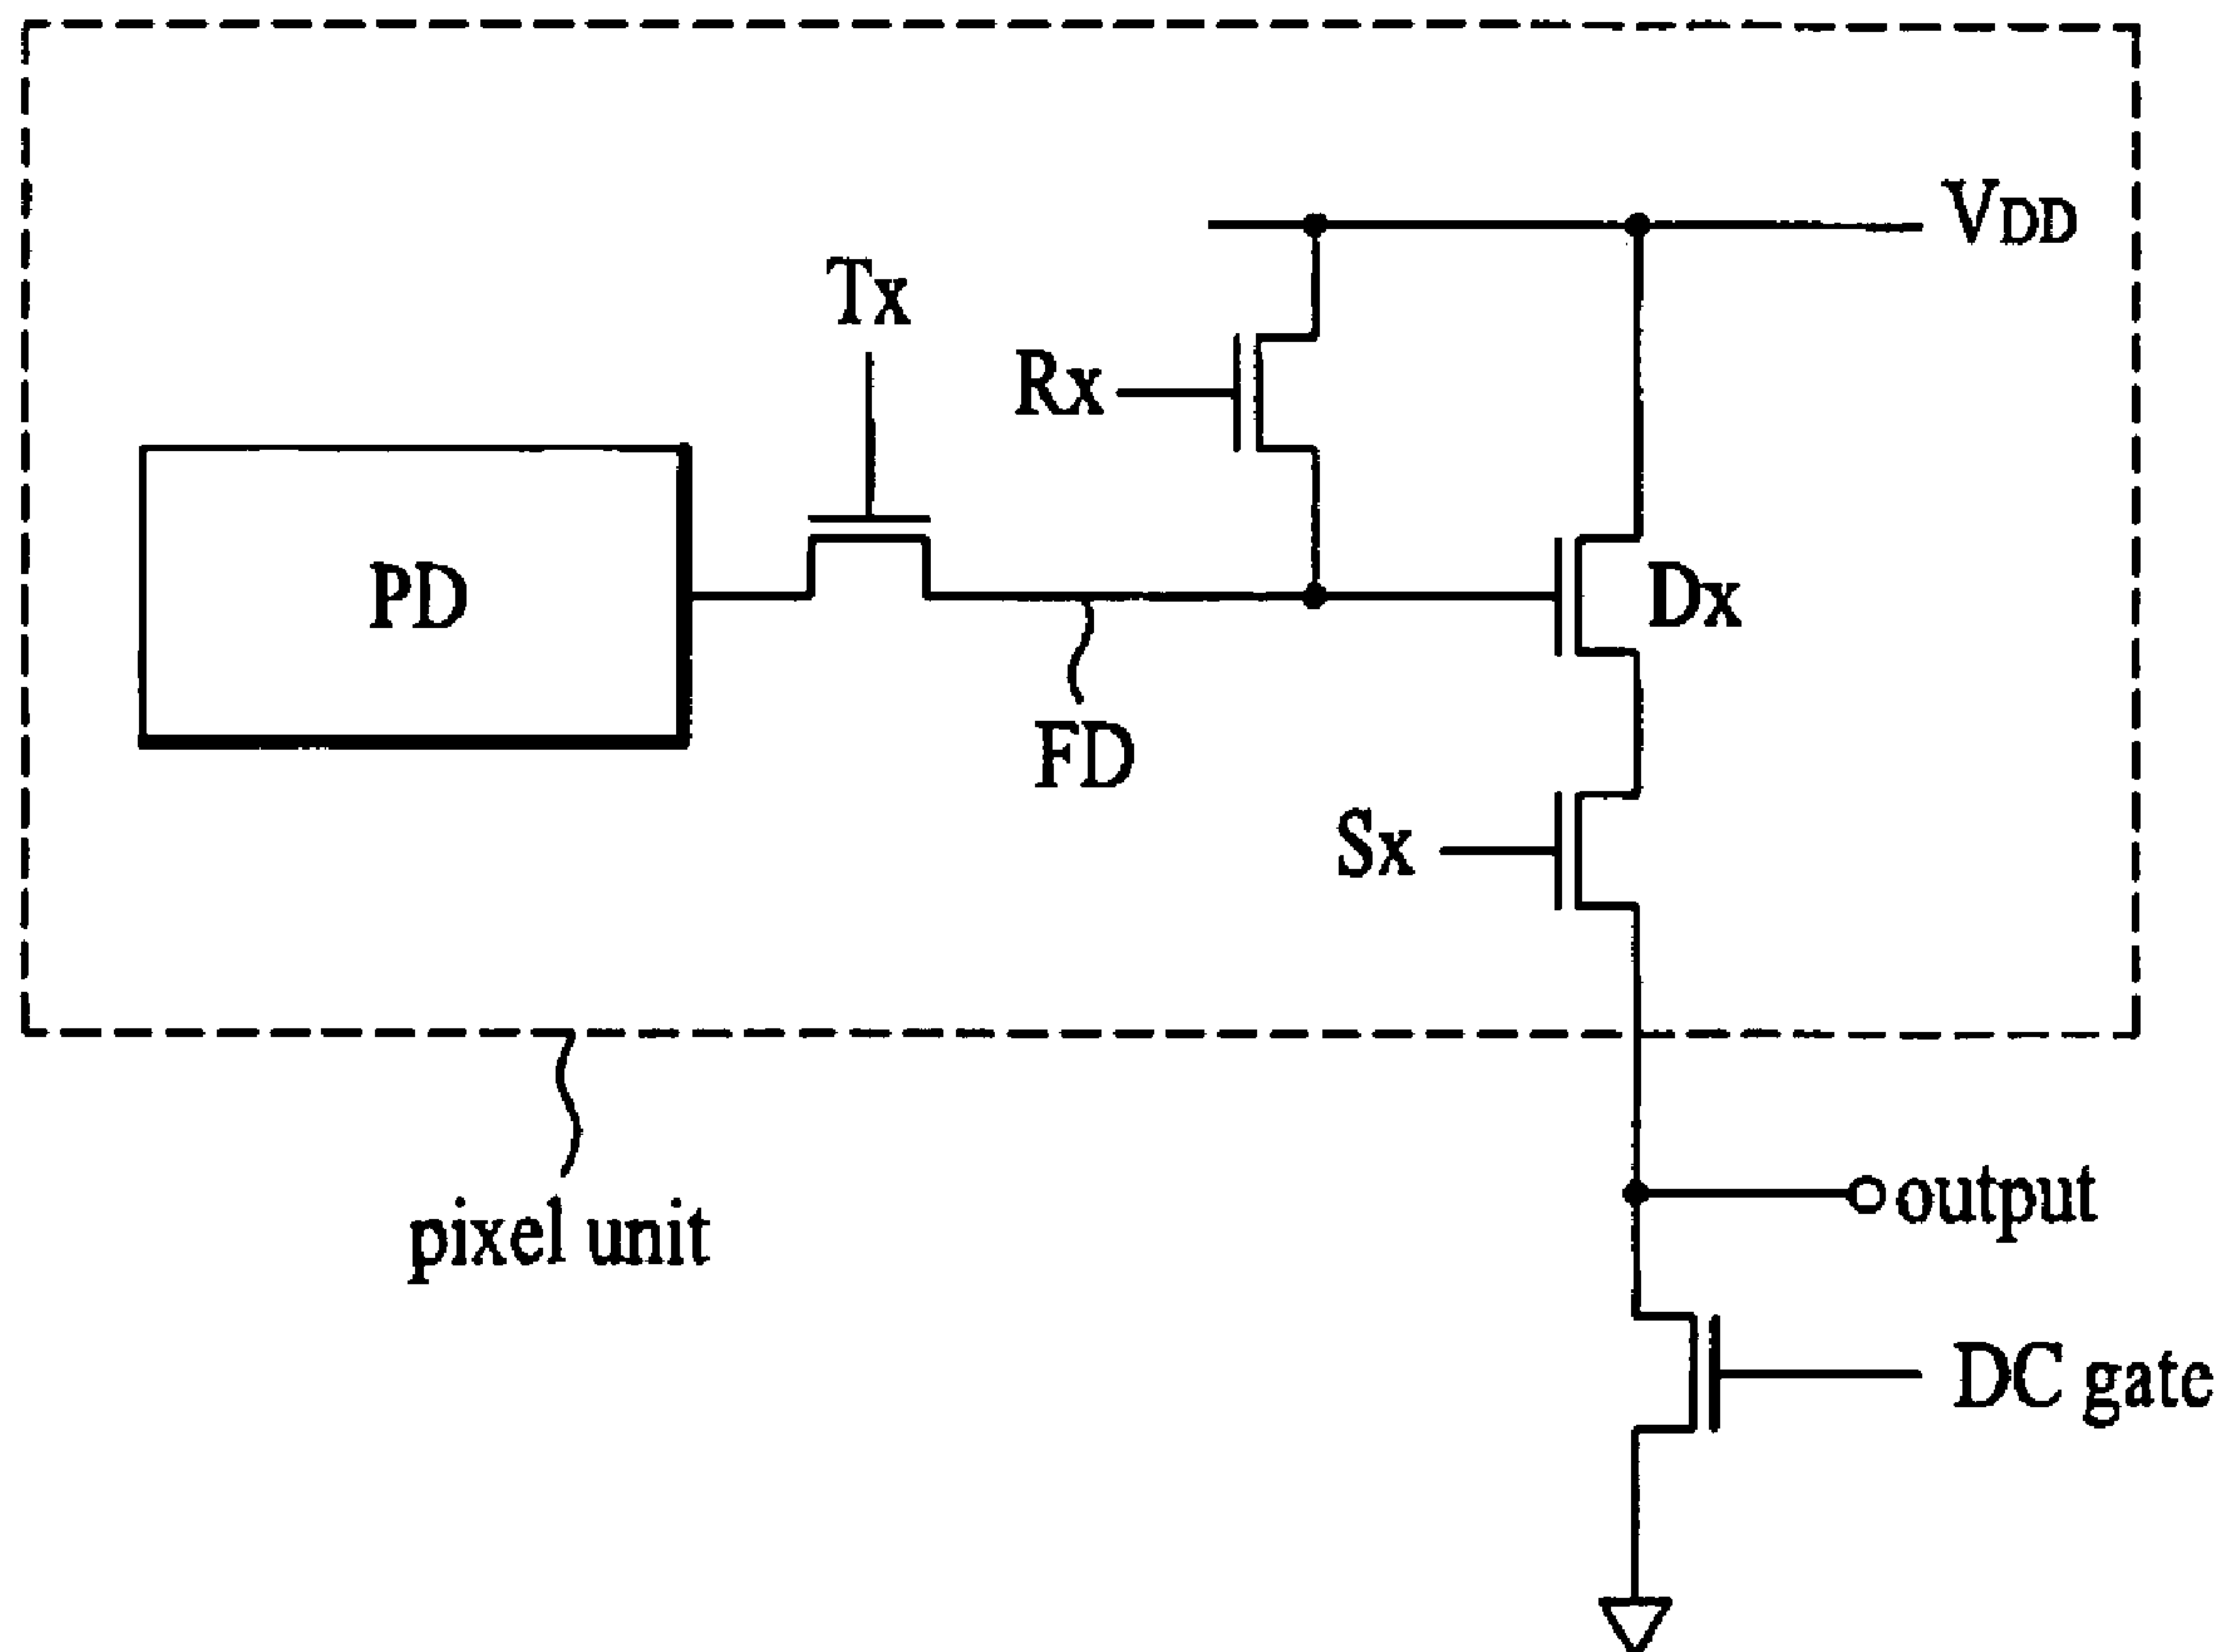 VDD
Tx
Rx
PD
Dx
FD
Sx
pixel unit
output
DC gate